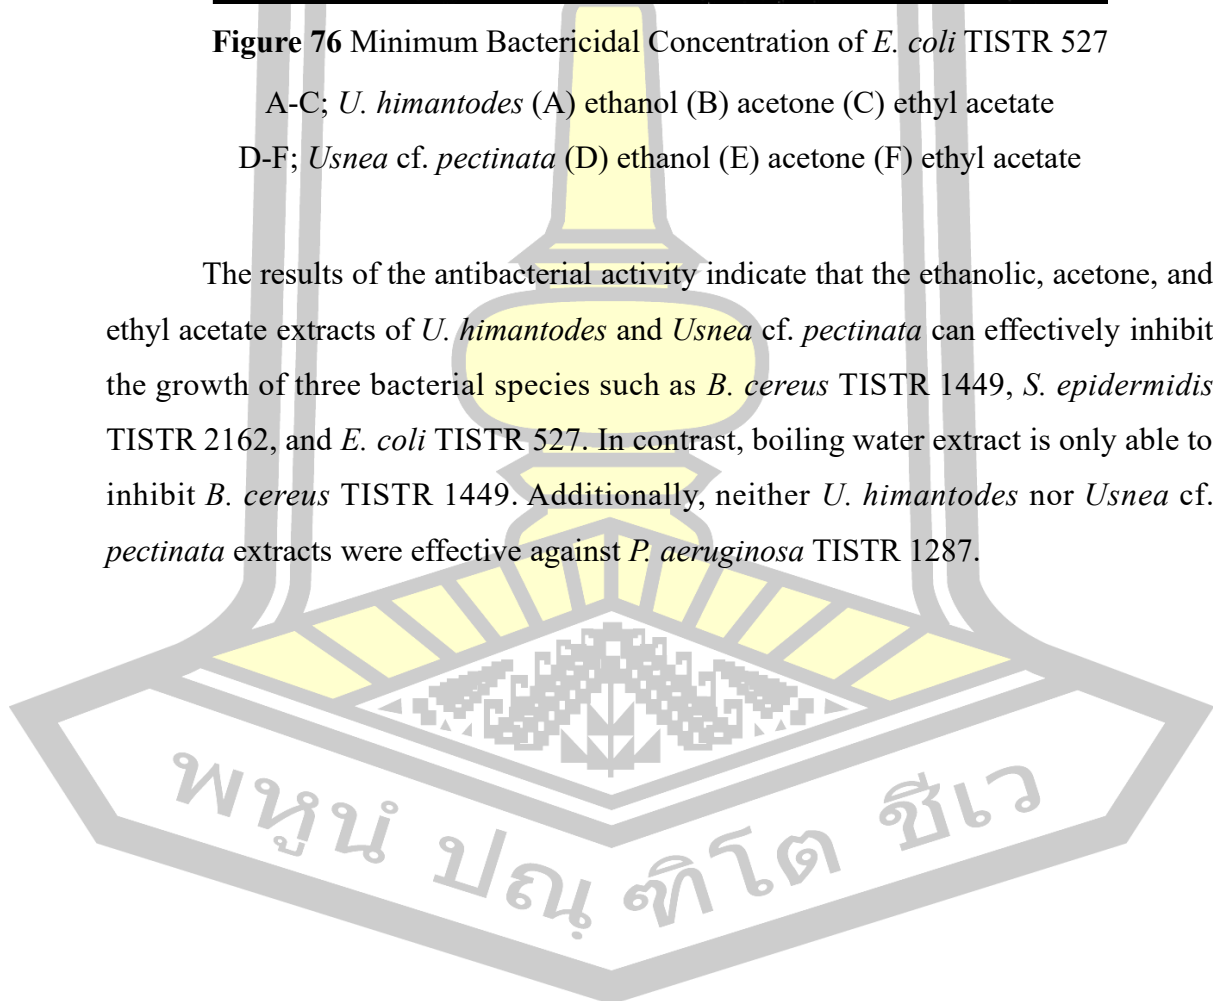 Figure 76 Minimum Bactericidal Concentration of E. coli TISTR 527
A-C; U. himantodes (A) ethanol (B) acetone (C) ethyl acetate
D-F; Usnea cf. pectinata (D) ethanol (E) acetone (F) ethyl acetate
The results of the antibacterial activity indicate that the ethanolic, acetone, and
ethyl acetate extracts of U. himantodes and Usnea cf. pectinata can effectively inhibit
the growth of three bacterial species such as B. cereus TISTR 1449, S. epidermidis
TISTR 2162, and E. coli TISTR 527. In contrast, boiling water extract is only able to
inhibit B. cereus TISTR 1449. Additionally, neither U. himantodes nor Usnea cf.
pectinata extracts were effective against P. aeruginosa TISTR 1287.
พหูนํ ปณฺฑิโต ชีเว